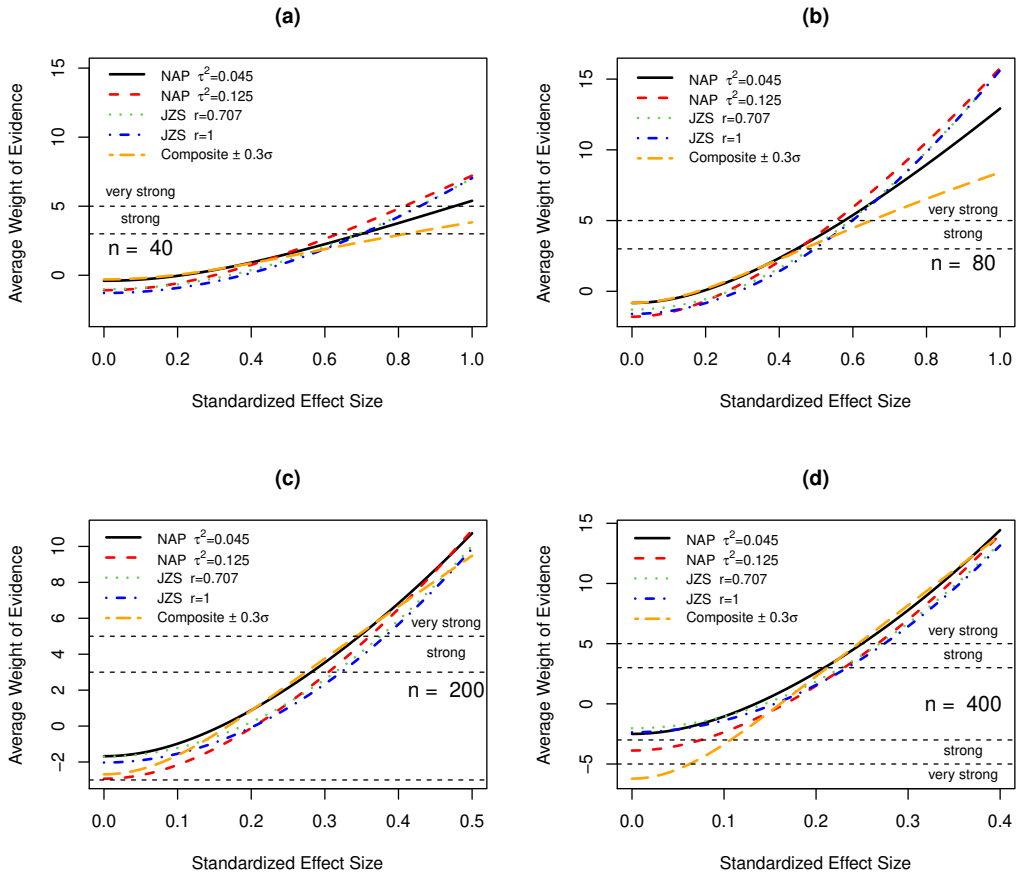 (a)
Average Weight of Evidence
15
10
5
0
NAP τ²=0.045
NAP τ²=0.125
JZS r=0.707
JZS r=1
Composite ± 0.3σ
very strong
strong
n = 40
0.0 0.2 0.4 0.6 0.8 1.0
Standardized Effect Size
(b)
Average Weight of Evidence
15
10
5
0
NAP τ²=0.045
NAP τ²=0.125
JZS r=0.707
JZS r=1
Composite ± 0.3σ
very strong
strong
n = 80
0.0 0.2 0.4 0.6 0.8 1.0
Standardized Effect Size
(c)
Average Weight of Evidence
10
8
6
4
2
0
−2
NAP τ²=0.045
NAP τ²=0.125
JZS r=0.707
JZS r=1
Composite ± 0.3σ
very strong
strong
n = 200
0.0 0.1 0.2 0.3 0.4 0.5
Standardized Effect Size
(d)
Average Weight of Evidence
15
10
5
0
−5
NAP τ²=0.045
NAP τ²=0.125
JZS r=0.707
JZS r=1
Composite ± 0.3σ
very strong
strong
n = 400
strong
very strong
0.0 0.1 0.2 0.3 0.4
Standardized Effect Size